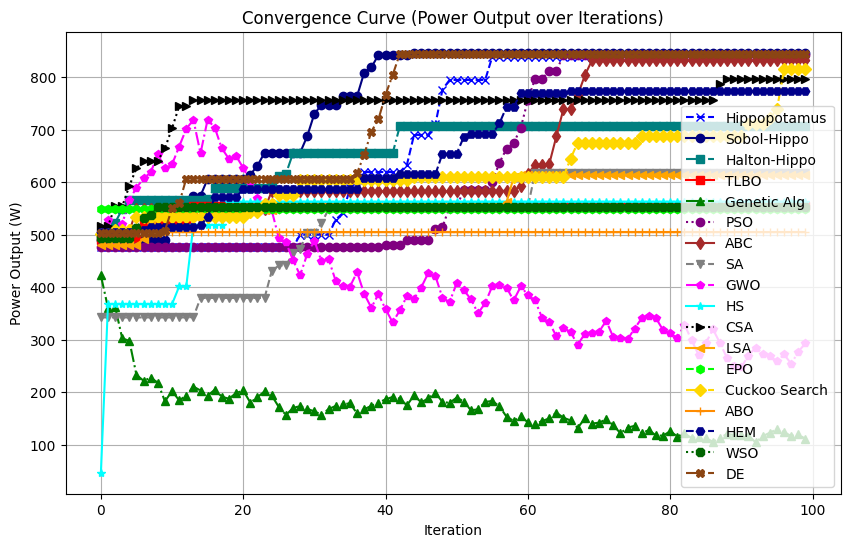 Convergence Curve (Power Output over Iterations)
Power Output (W)
800
700
600
500
400
300
200
100
0
20
40
60
80
100
Iteration
Hippopotamus
Sobol-Hippo
Halton-Hippo
TLBO
Genetic Alg
PSO
ABC
SA
GWO
HS
CSA
LSA
EPO
Cuckoo Search
ABO
HEM
WSO
DE